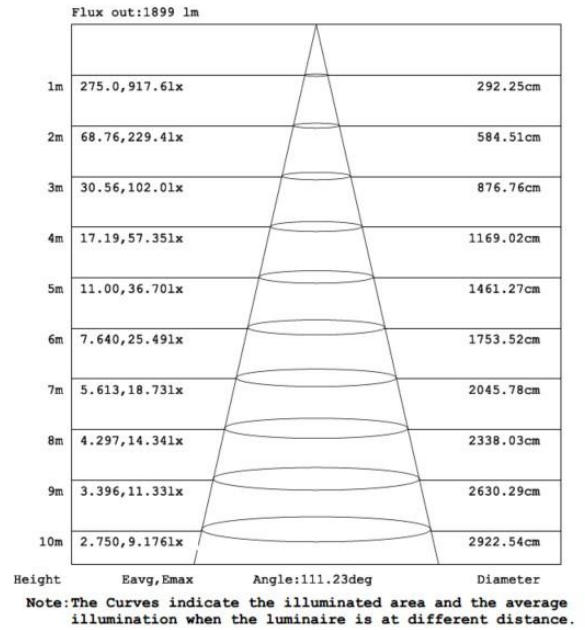 Flux out:1899 lm
1m 275.0,917.6lx 292.25cm
2m 68.76,229.4lx 584.51cm
3m 30.56,102.0lx 876.76cm
4m 17.19,57.35lx 1169.02cm
5m 11.00,36.70lx 1461.27cm
6m 7.640,25.49lx 1753.52cm
7m 5.613,18.73lx 2045.78cm
8m 4.297,14.34lx 2338.03cm
9m 3.396,11.33lx 2630.29cm
10m 2.750,9.176lx 2922.54cm
Height Eavg,Emax Angle:111.23deg Diameter
Note:The Curves indicate the illuminated area and the average
illumination when the luminaire is at different distance.